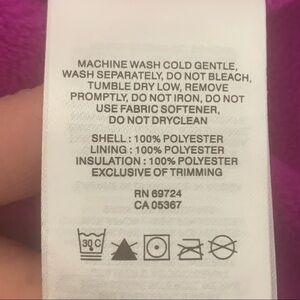 MACHINE WASH COLD GENTLE,
WASH SEPARATELY, DO NOT BLEACH,
TUMBLE DRY LOW, REMOVE
PROMPTLY, DO NOT IRON, DO NOT
USE FABRIC SOFTENER,
DO NOT DRYCLEAN
SHELL : 100% POLYESTER
LINING : 100% POLYESTER
INSULATION : 100% POLYESTER
EXCLUSIVE OF TRIMMING
RN 69724
CA 05367
30 C